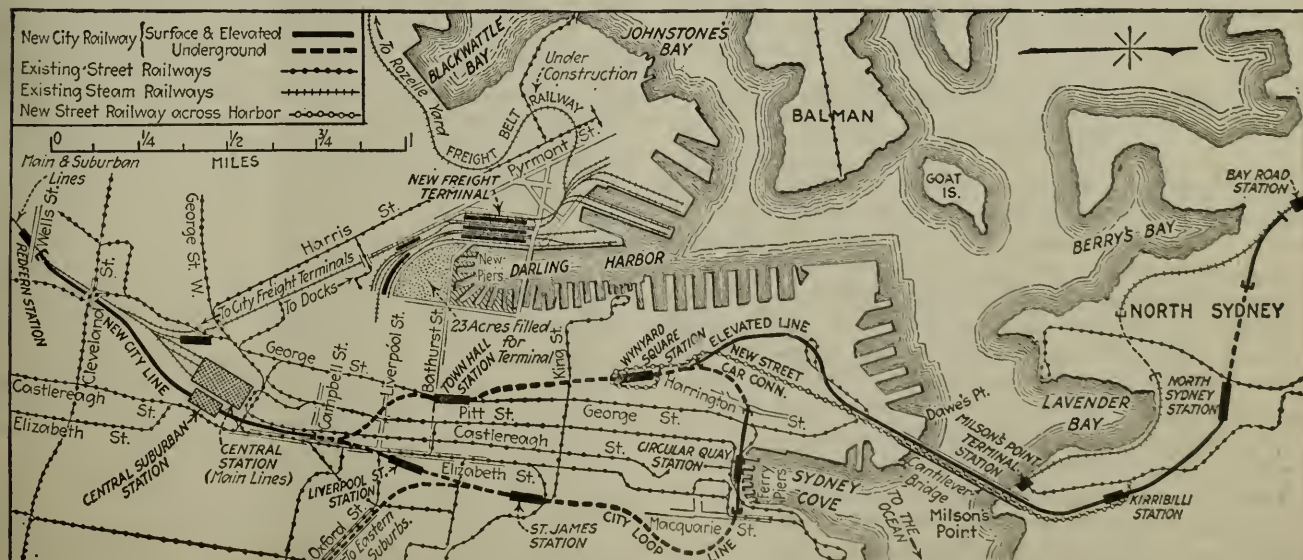 New City Railway
Surface & Elevated
Underground
Existing Street Railways
Existing Steam Railways
New Street Railway across Harbor
0 1/4 1/2 3/4 1
MILES
Main & Suburban
Lines
To Rozelle Yard
BLACKWATTLE
BAY
JOHNSTONE'S
BAY
Under
Construction
FREIGHT BELT RAILWAY
Pyrmont St.
NEW FREIGHT
TERMINAL
BALMAN
GOAT
IS.
BAY ROAD
STATION
BERRY'S BAY
NORTH SYDNEY
Wells St.
REDFERN STATION
Cleveland St.
George St. W.
Harris St.
To City Freight Terminals
To Docks
New
Piers
DARLING HARBOR
23 Acres Filled
for
Terminal
NEW CITY LINE
Castlereagh St.
Elizabeth St.
CENTRAL SUBURBAN
STATION
CENTRAL
STATION
(Main Lines)
George St.
Campbell St.
Liverpool St.
Bathurst St.
TOWN HALL
STATION
King St.
Pitt St.
George St.
Castlereagh St.
Elizabeth St.
LIVERPOOL ST.
STATION
Oxford St.
To Eastern
Suburbs.
ST. JAMES
STATION
CITY LOOP LINE
Macquarie St.
WYNYARD
SQUARE
STATION
ELEVATED LINE
NEW STREET
CAR CONN.
Harrington St.
CIRCULAR QUAY
STATION
Ferry
Piers
SYDNEY
COVE
TO THE
OCEAN
Dawe's Pt.
Cantilever
Bridge
MILSON'S POINT
TERMINAL
STATION
Milson's
Point
LAVENDER
BAY
NORTH
SYDNEY
STATION
KIRRIBILLI
STATION